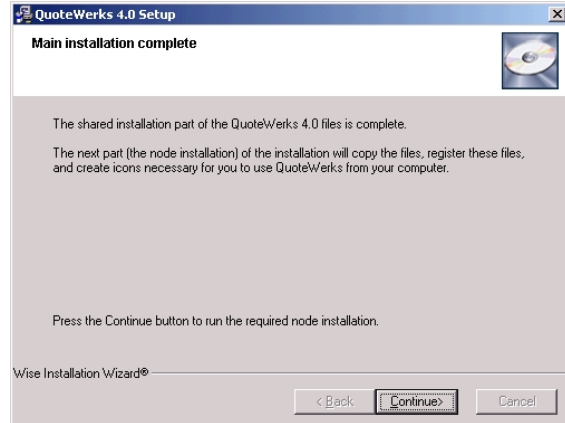 QuoteWerks 4.0 Setup
Main installation complete
The shared installation part of the QuoteWerks 4.0 files is complete.
The next part (the node installation) of the installation will copy the files, register these files,
and create icons necessary for you to use QuoteWerks from your computer.
Press the Continue button to run the required node installation.
Wise Installation Wizard®
< Back Continue> Cancel